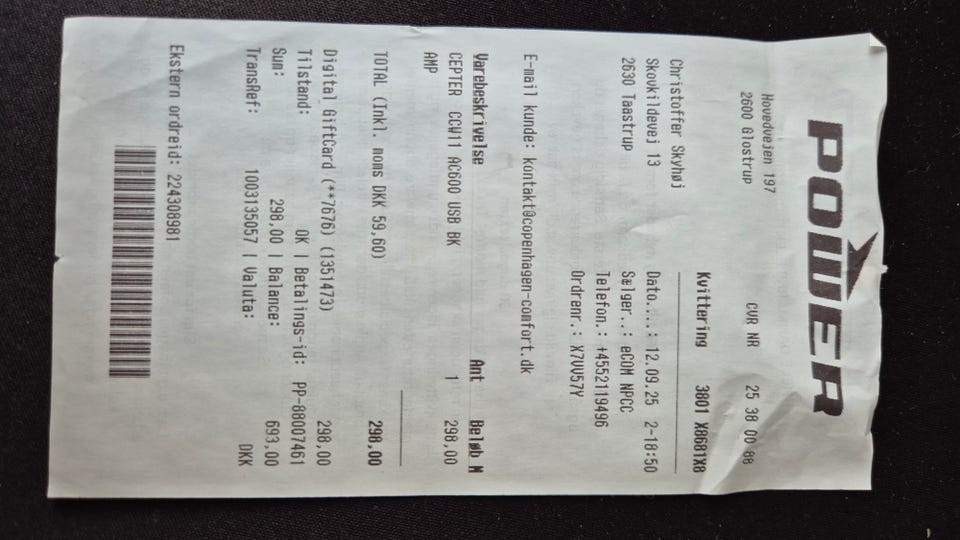 POWER
Hovedvejen 197
2600 Glostrup
CVR NR 25 38 00 88
Kvittering 3801 X8681X8
Christoffer Skyhøj
Skovkildevej 13
2630 Taastrup
Dato....: 12.09.25 2-18:50
Sælger..: eCOM NPCC
Telefon.: +4552119496
Ordrenr.: X7VV57Y
E-mail kunde: kontakt@copenhagen-comfort.dk
Varebeskrivelse Ant Beløb M
CEPTER CCW11 AC600 USB BK 1 298,00
AMP
TOTAL (Inkl. moms DKK 59,60) 298,00
Digital GiftCard (**7676) (1351473) 298,00
Tilstand: OK | Betalings-id: PP-88007461
Sum: 298,00 | Balance: 693,00
TransRef: 1003135057 | Valuta: DKK
Ekstern ordreid: 224308981